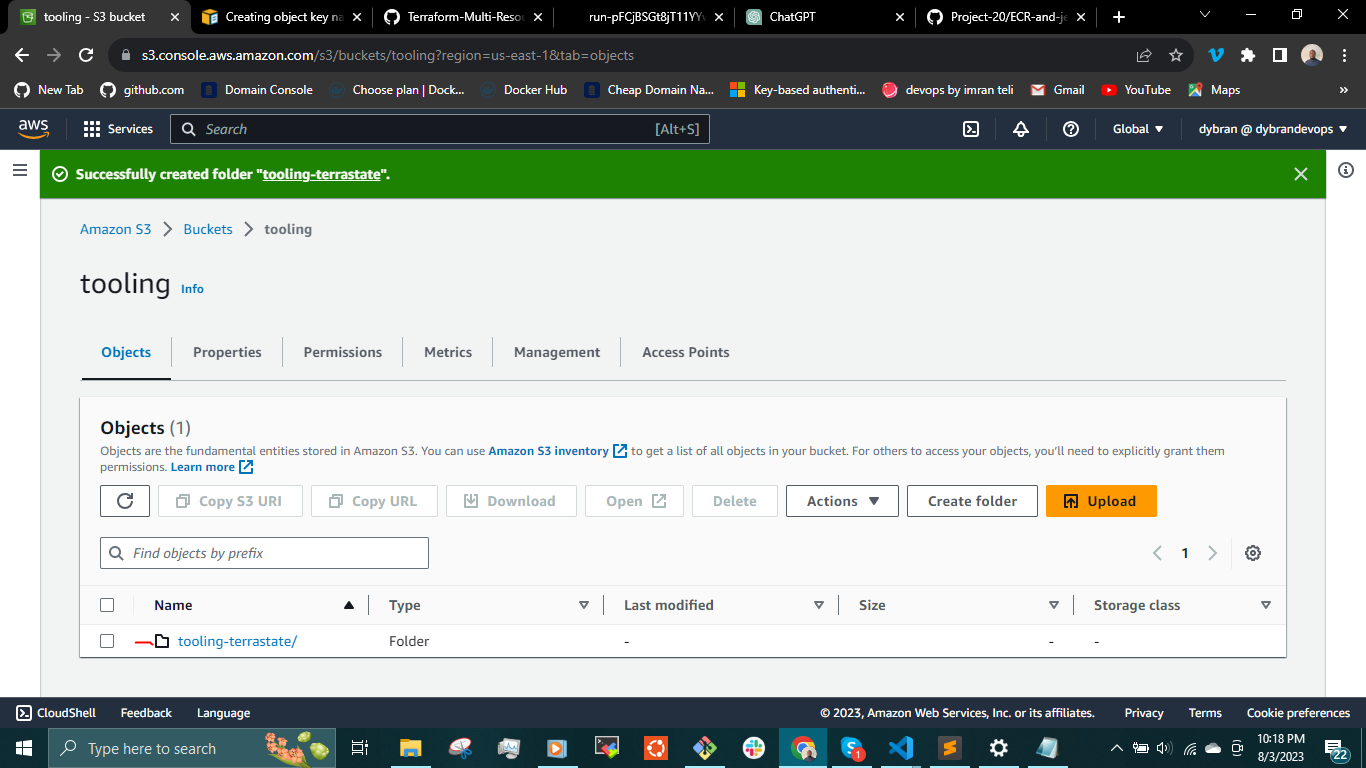 tooling - S3 bucket
Creating object key na
Terraform-Multi-Reso
run-pFCjBSGt8jT11YY
ChatGPT
Project-20/ECR-and-je
s3.console.aws.amazon.com/s3/buckets/tooling?region=us-east-1&tab=objects
New Tab
github.com
Domain Console
Choose plan | Dock...
Docker Hub
Cheap Domain Na...
Key-based authenti...
devops by imran teli
Gmail
YouTube
Maps
»
aws
Services
Search
[Alt+S]
Global
dybran @ dybrandevops
Successfully created folder "tooling-terrastate".
Amazon S3
Buckets
tooling
tooling
Info
Objects
Properties
Permissions
Metrics
Management
Access Points
Objects (1)
Objects are the fundamental entities stored in Amazon S3. You can use Amazon S3 inventory to get a list of all objects in your bucket. For others to access your objects, you'll need to explicitly grant them
permissions. Learn more
Copy S3 URI
Copy URL
Download
Open
Delete
Actions
Create folder
Upload
Find objects by prefix
1
Name
Type
Last modified
Size
Storage class
tooling-terrastate/
Folder
-
-
-
CloudShell
Feedback
Language
© 2023, Amazon Web Services, Inc. or its affiliates.
Privacy
Terms
Cookie preferences
Type here to search
1
10:18 PM
8/3/2023
22